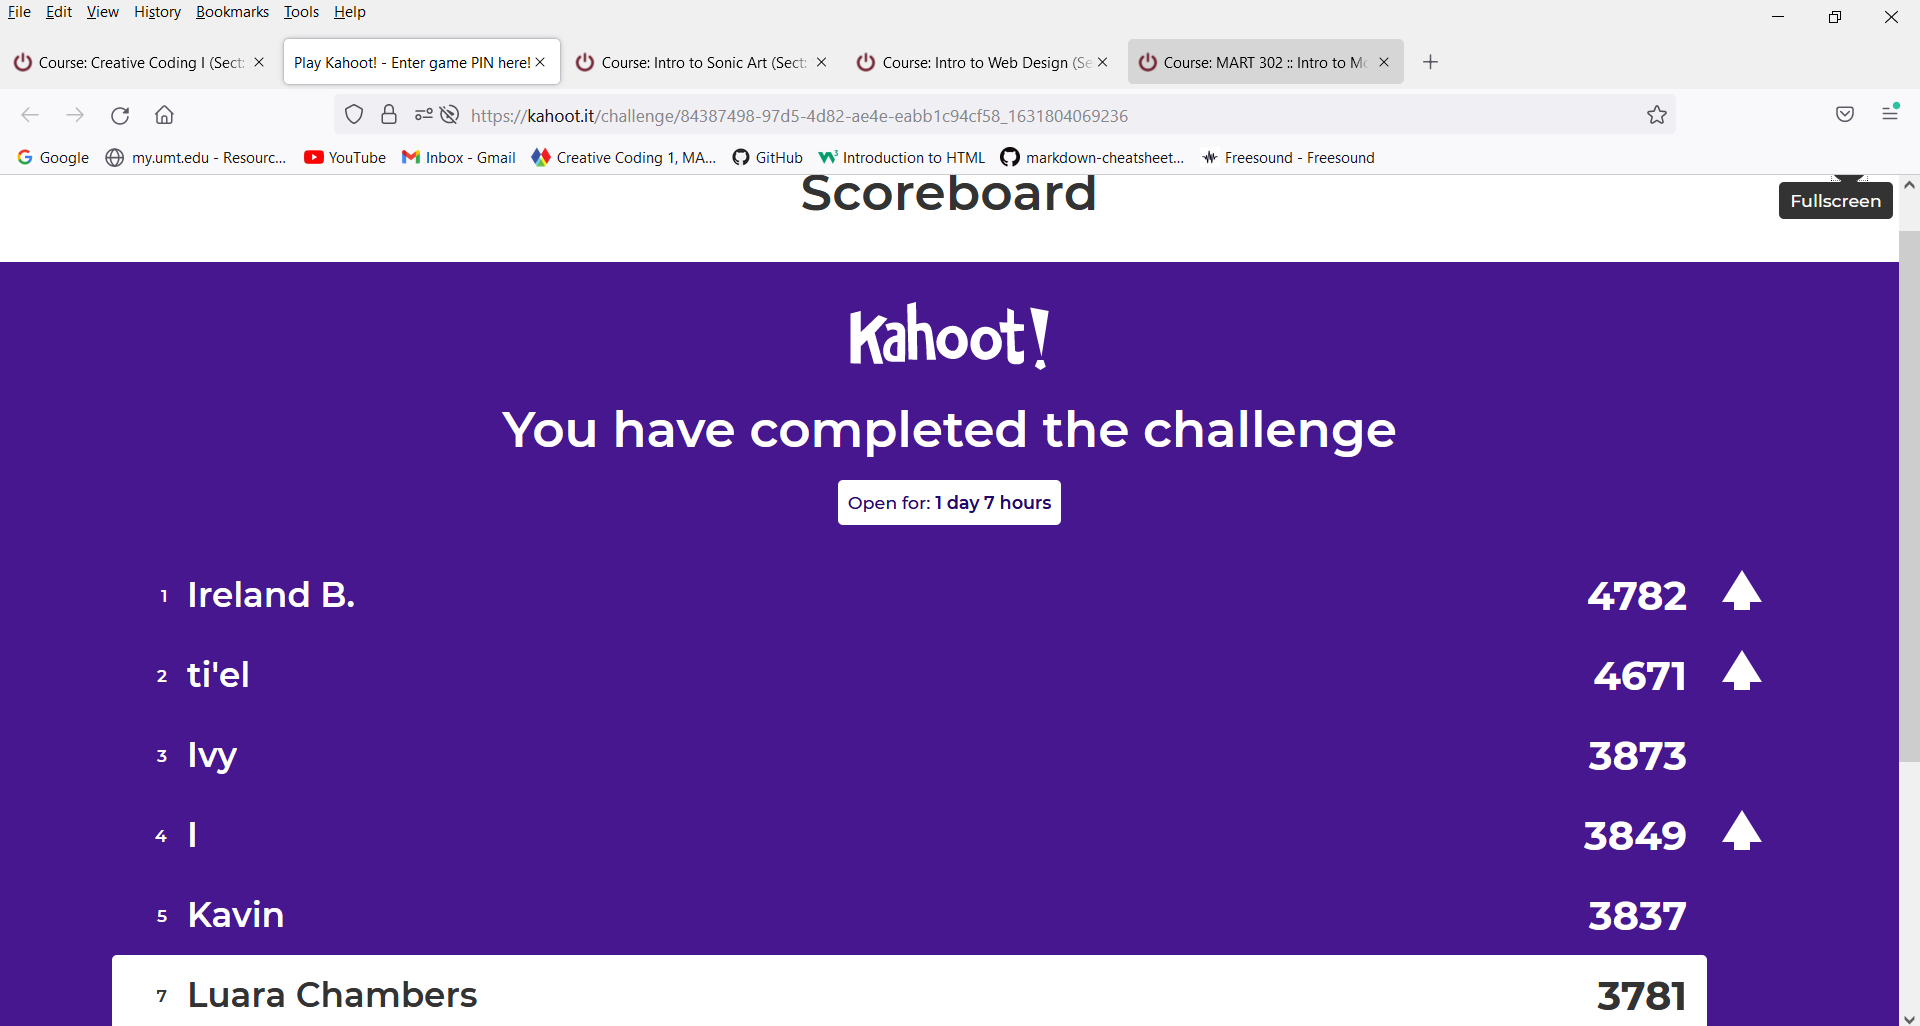 File Edit View History Bookmarks Tools Help
Course: Creative Coding I (Sect: Play Kahoot! - Enter game PIN here! Course: Intro to Sonic Art (Sect: Course: Intro to Web Design (Se Course: MART 302 :: Intro to Mo
https://kahoot.it/challenge/84387498-97d5-4d82-ae4e-eabb1c94cf58_1631804069236
Google my.umt.edu - Resourc... YouTube Inbox - Gmail Creative Coding 1, MA... GitHub Introduction to HTML markdown-cheatsheet... Freesound - Freesound
Scoreboard
Fullscreen
Kahoot!
You have completed the challenge
Open for: 1 day 7 hours
1 Ireland B. 4782
2 ti'el 4671
3 Ivy 3873
4 l 3849
5 Kavin 3837
7 Luara Chambers 3781